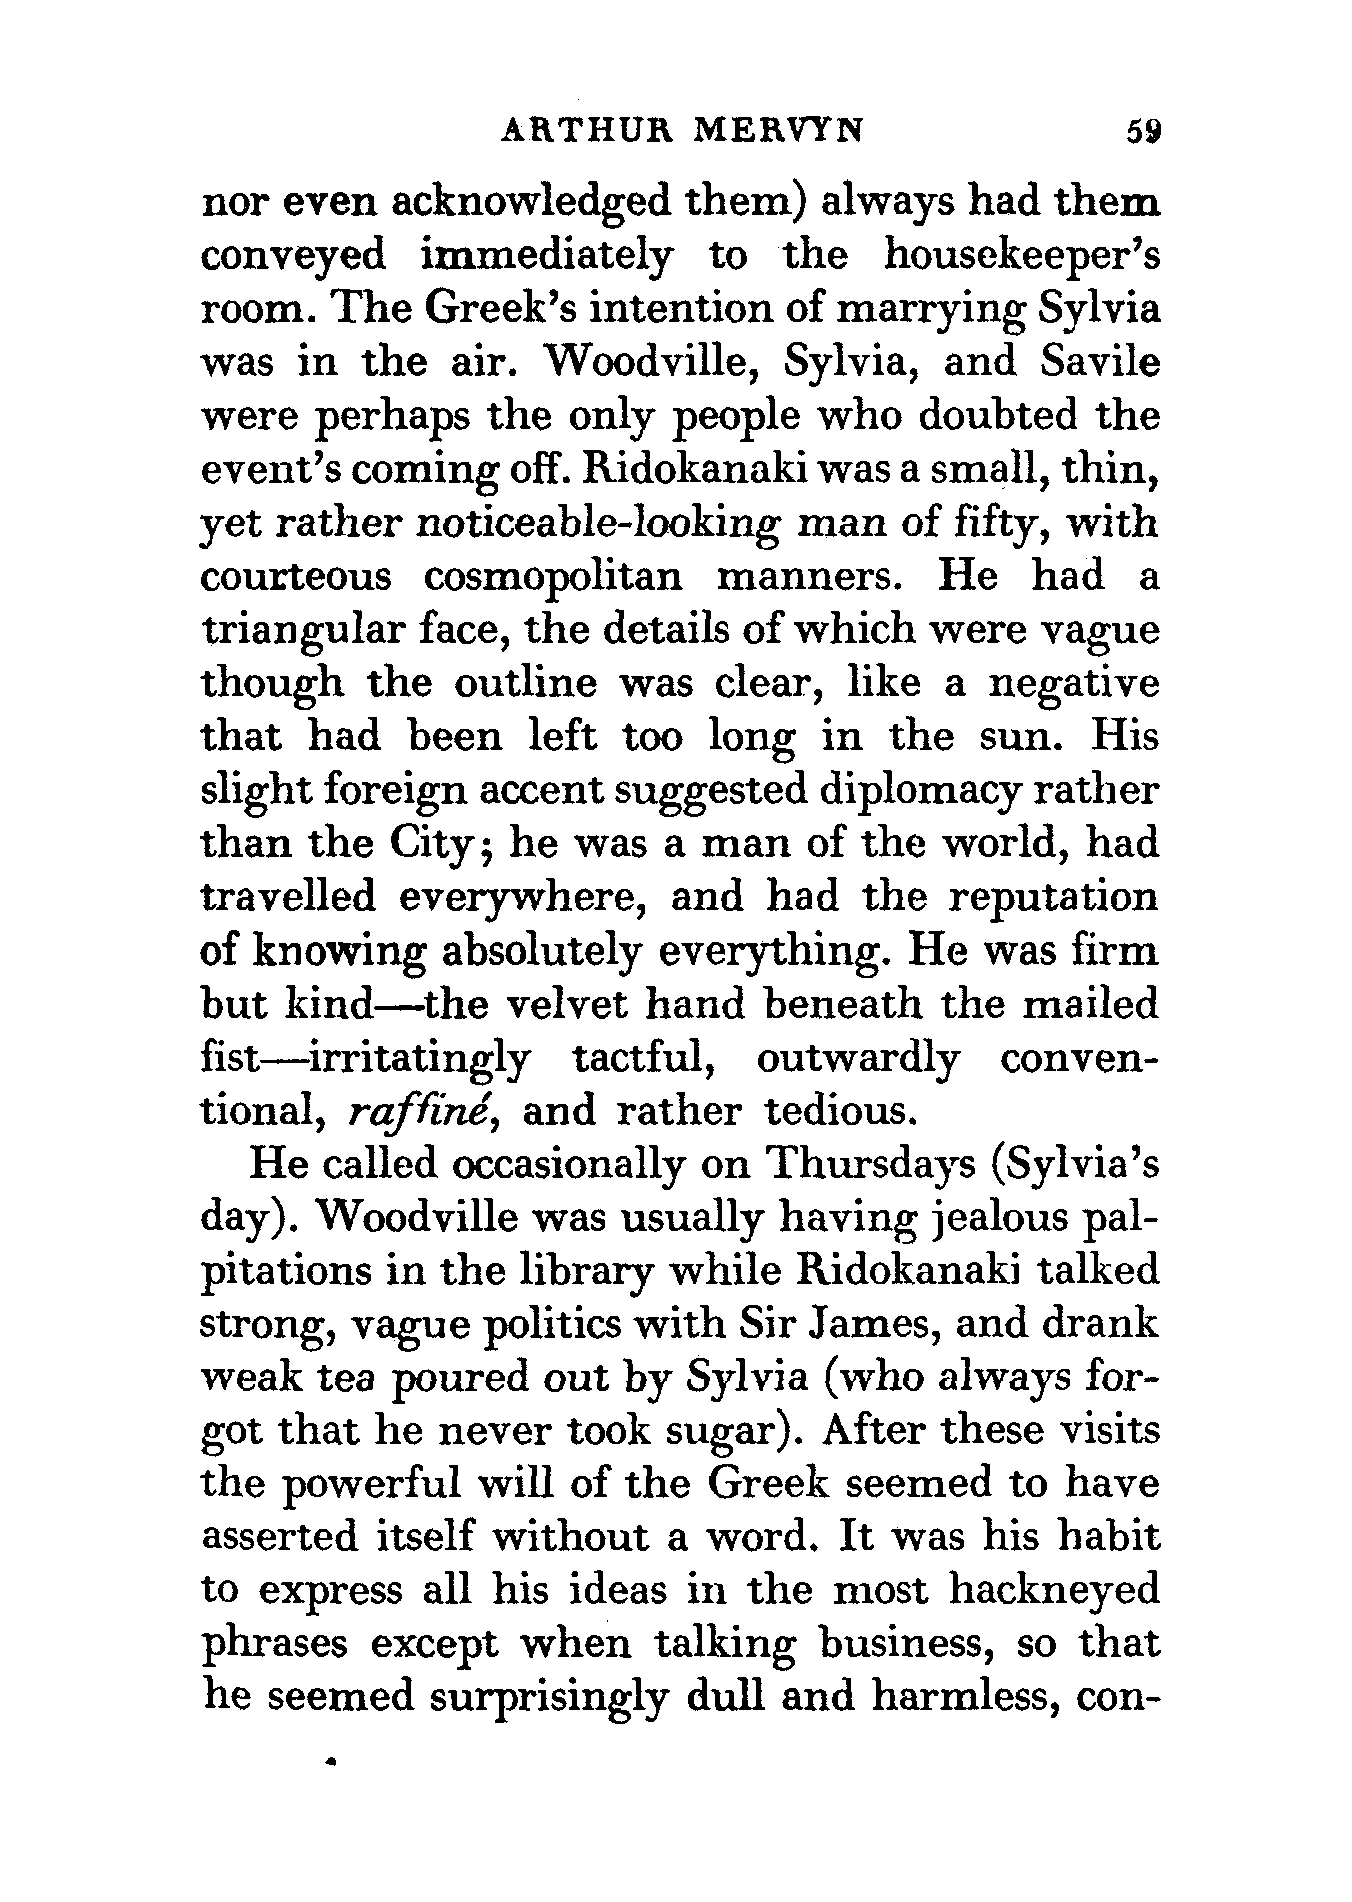 ARTHUR MERVYN 59
nor even acknowledged them) always had them
conveyed immediately to the housekeeper's
room. The Greek's intention of marrying Sylvia
was in the air. Woodville, Sylvia, and Savile
were perhaps the only people who doubted the
event's coming off. Ridokanaki was a small, thin,
yet rather noticeable-looking man of fifty, with
courteous cosmopolitan manners. He had a
triangular face, the details of which were vague
though the outline was clear, like a negative
that had been left too long in the sun. His
slight foreign accent suggested diplomacy rather
than the City; he was a man of the world, had
travelled everywhere, and had the reputation
of knowing absolutely everything. He was firm
but kind—the velvet hand beneath the mailed
fist—irritatingly tactful, outwardly conven-
tional, raffiné, and rather tedious.
He called occasionally on Thursdays (Sylvia's
day). Woodville was usually having jealous pal-
pitations in the library while Ridokanaki talked
strong, vague politics with Sir James, and drank
weak tea poured out by Sylvia (who always for-
got that he never took sugar). After these visits
the powerful will of the Greek seemed to have
asserted itself without a word. It was his habit
to express all his ideas in the most hackneyed
phrases except when talking business, so that
he seemed surprisingly dull and harmless, con-